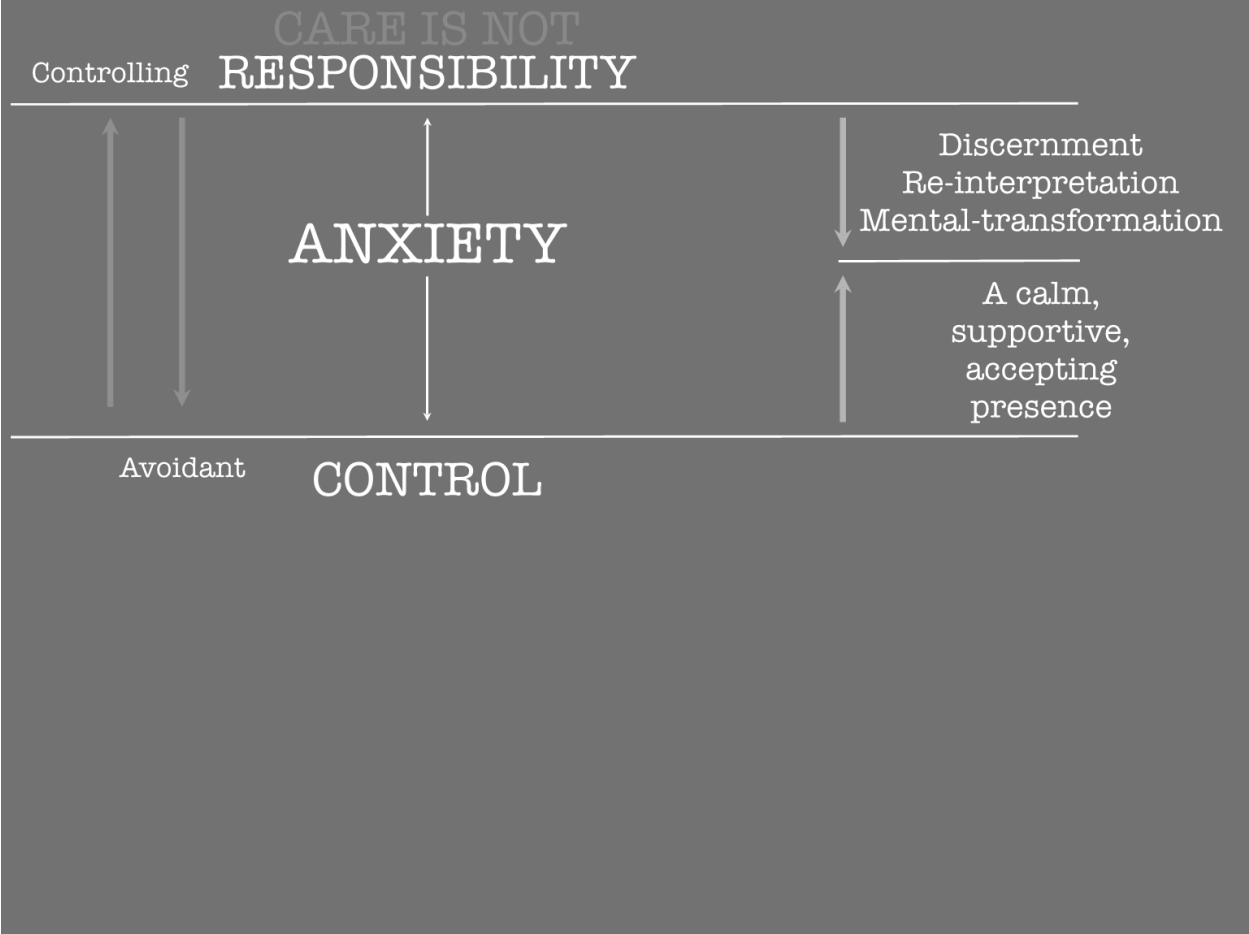 CARE IS NOT
Controlling
RESPONSIBILITY
Discernment
Re-interpretation
Mental-transformation
ANXIETY
A calm,
supportive,
accepting
presence
Avoidant
CONTROL